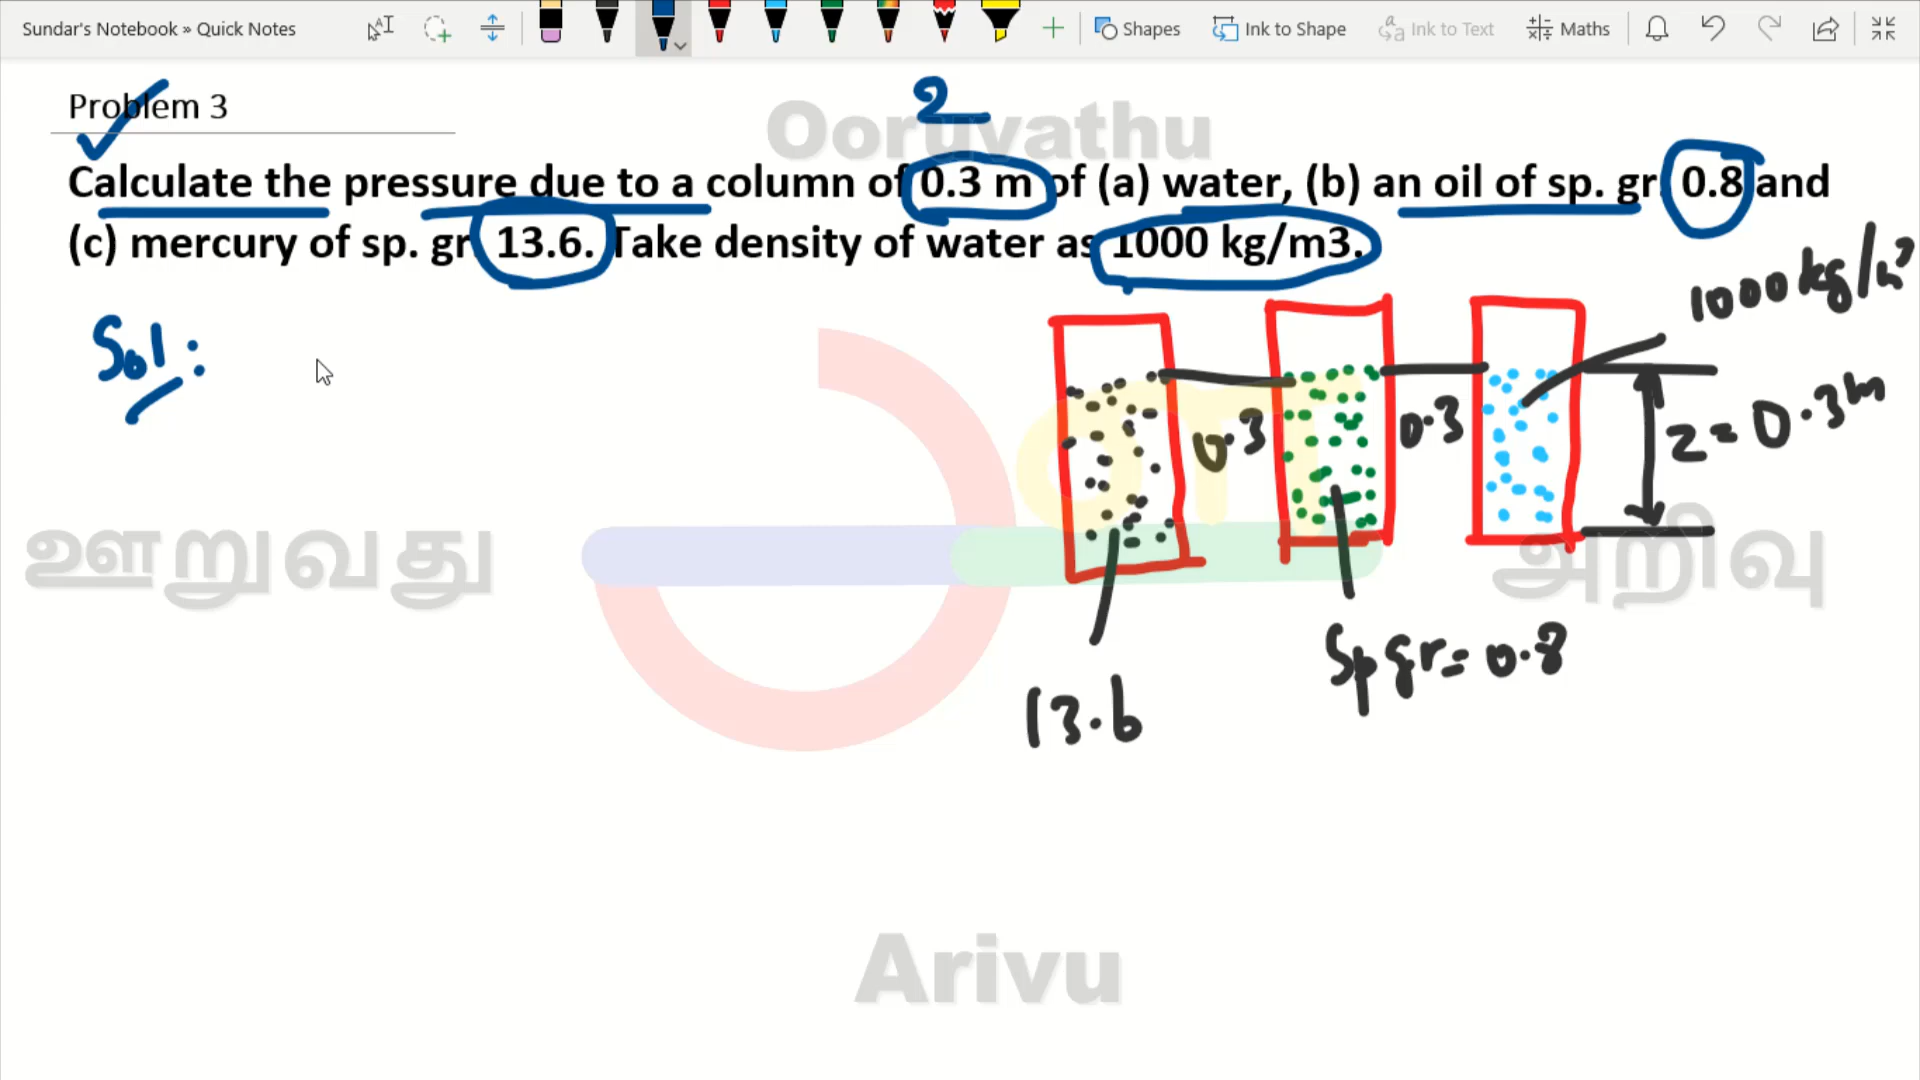 Sundar's Notebook » Quick Notes
Shapes
Ink to Shape
Ink to Text
Maths
Problem 3
2
Ooruvathu
Calculate the pressure due to a column of 0.3 m of (a) water, (b) an oil of sp. gr 0.8 and
(c) mercury of sp. gr 13.6. Take density of water as 1000 kg/m3.
1000 kg/m³
Sol:
0.3
0.3
z = 0.3m
on
ஊறுவது
அறிவு
Sp gr = 0.8
13.6
Arivu